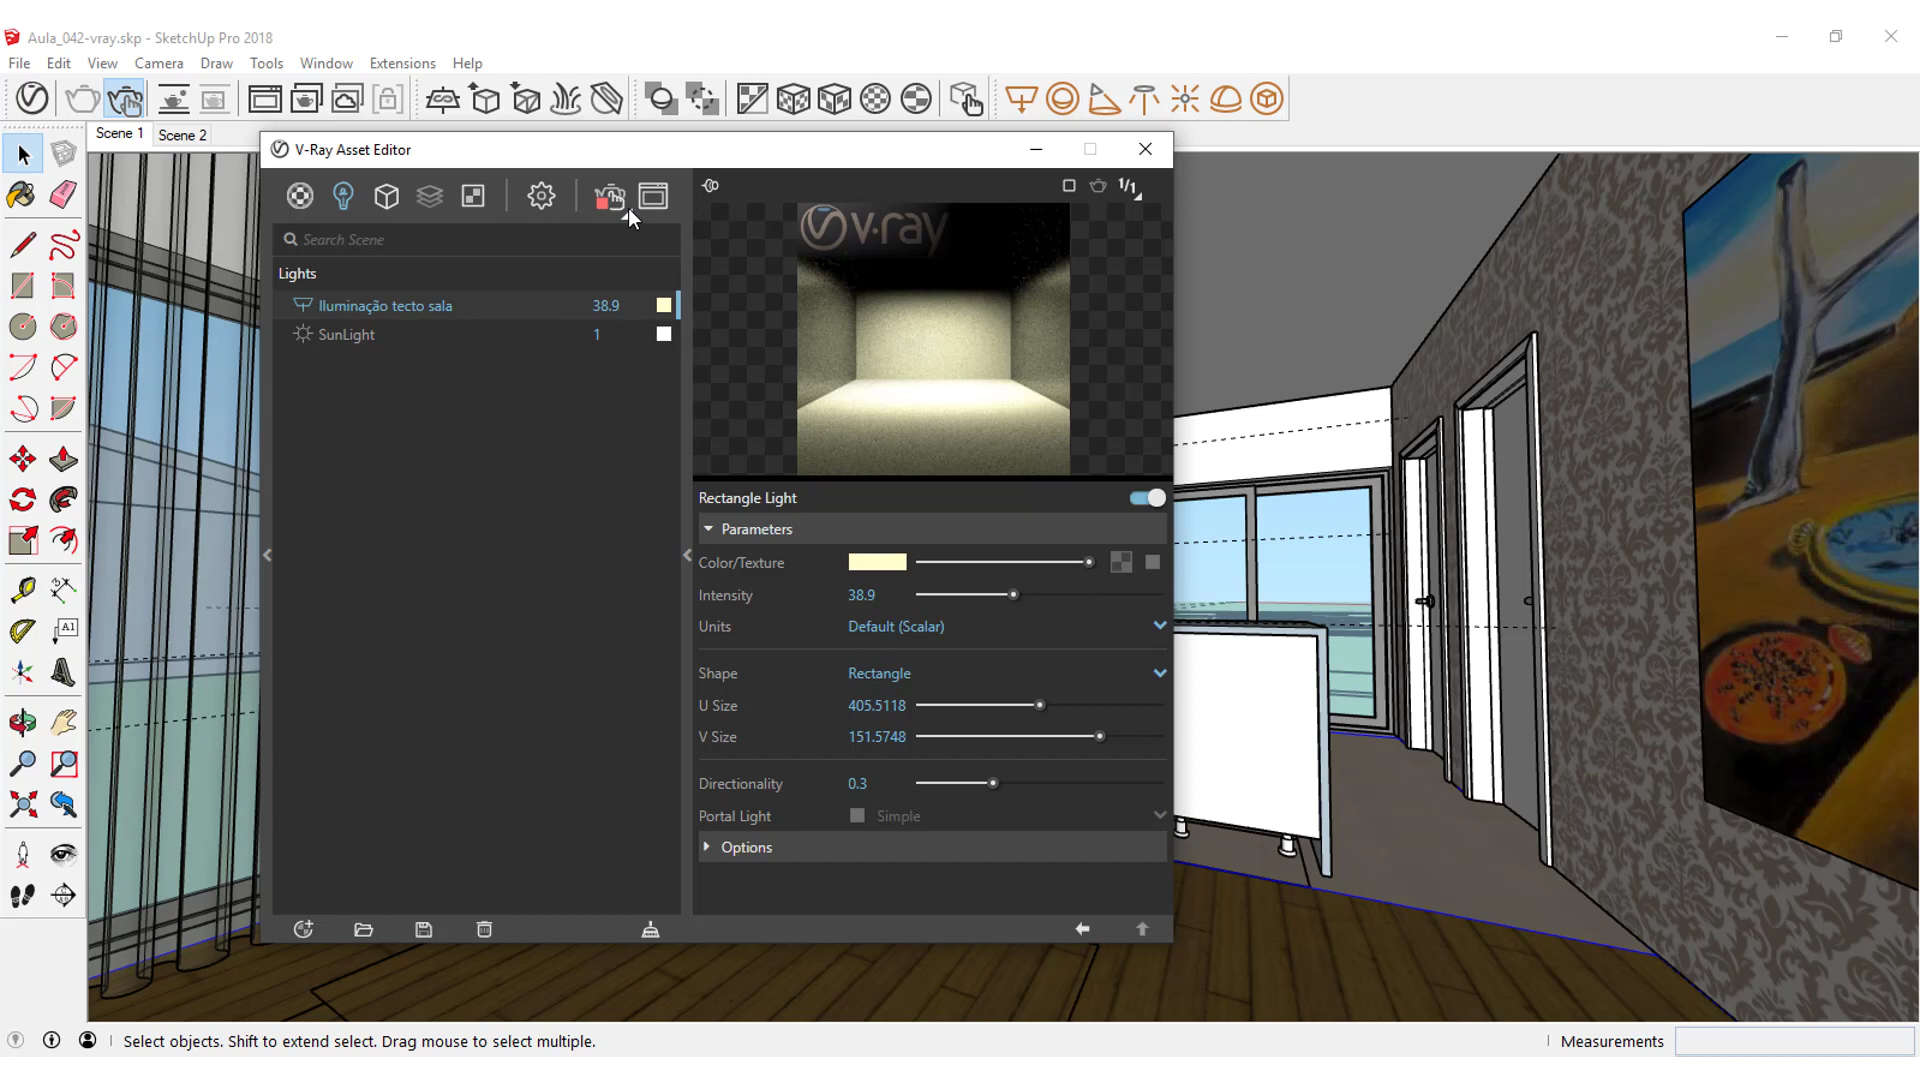 Aula_042-vray.skp - SketchUp Pro 2018
File Edit View Camera Draw Tools Window Extensions Help
Scene 1 Scene 2
V-Ray Asset Editor
1/1
Search Scene
Lights
Iluminação tecto sala 38.9
SunLight 1
v·ray
Rectangle Light
Parameters
Color/Texture
Intensity 38.9
Units Default (Scalar)
Shape Rectangle
U Size 405.5118
V Size 151.5748
Directionality 0.3
Portal Light Simple
Options
A1
Select objects. Shift to extend select. Drag mouse to select multiple.
Measurements